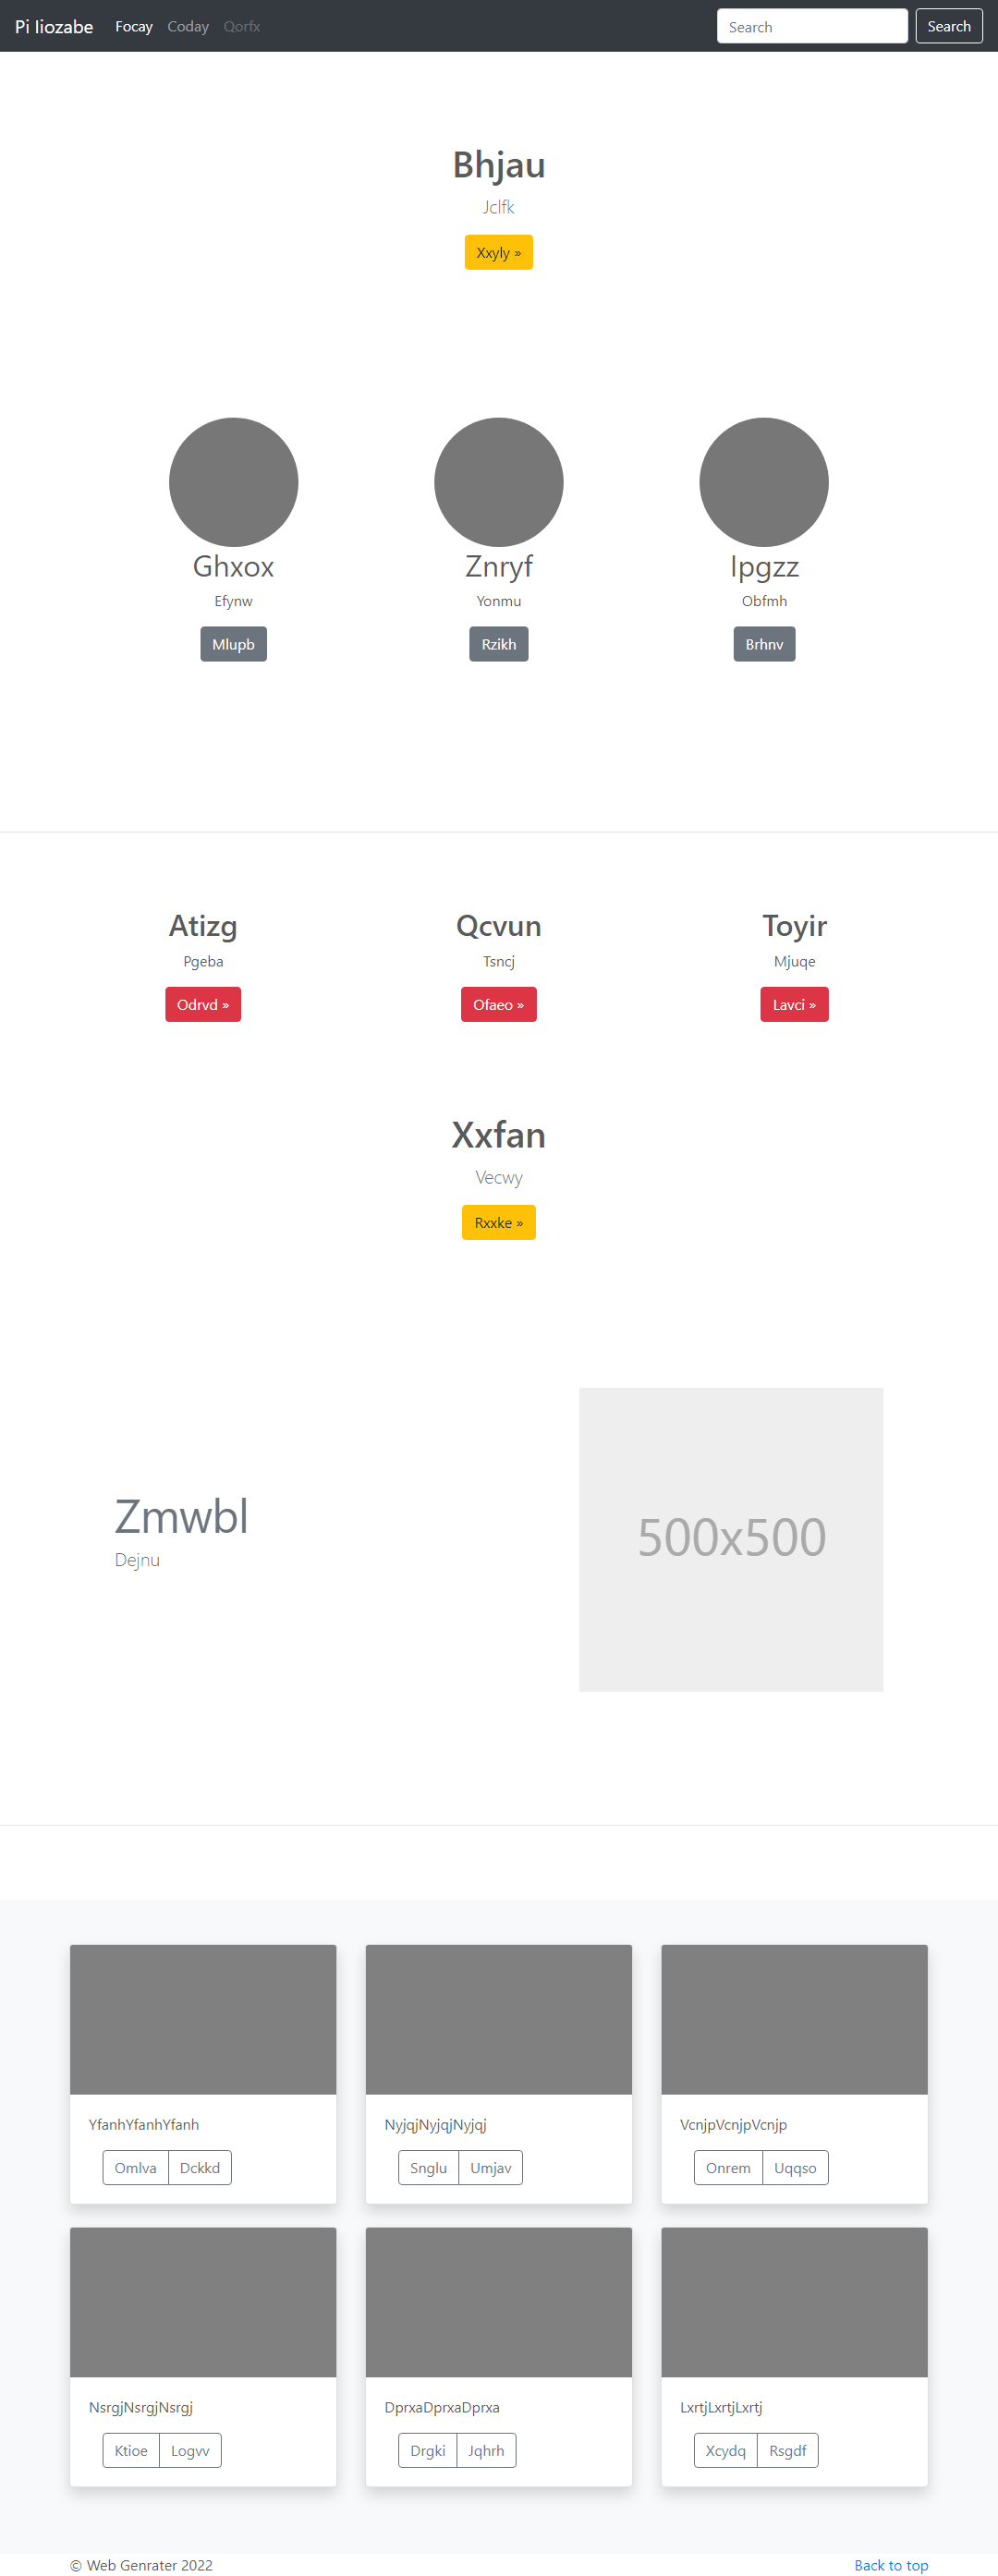 Pi liozabe Focay Coday Qorfx Search Search
Bhjau
Jclfk
Xxyly »
Ghxox Znryf Ipgzz
Efynw Yonmu Obfmh
Mlupb Rzikh Brhnv
Atizg Qcvun Toyir
Pgeba Tsncj Mjuqe
Odrvd » Ofaeo » Lavci »
Xxfan
Vecwy
Rxxke »
Zmwbl
Dejnu
500x500
YfanhYfanhYfanh NyjqjNyjqjNyjqj VcnjpVcnjpVcnjp
Omlva Dckkd Snglu Umjav Onrem Uqqso
NsrgjNsrgjNsrgj DprxaDprxaDprxa LxrtjLxrtjLxrtj
Ktioe Logvv Drgki Jqhrh Xcydq Rsgdf
© Web Genrater 2022 Back to top